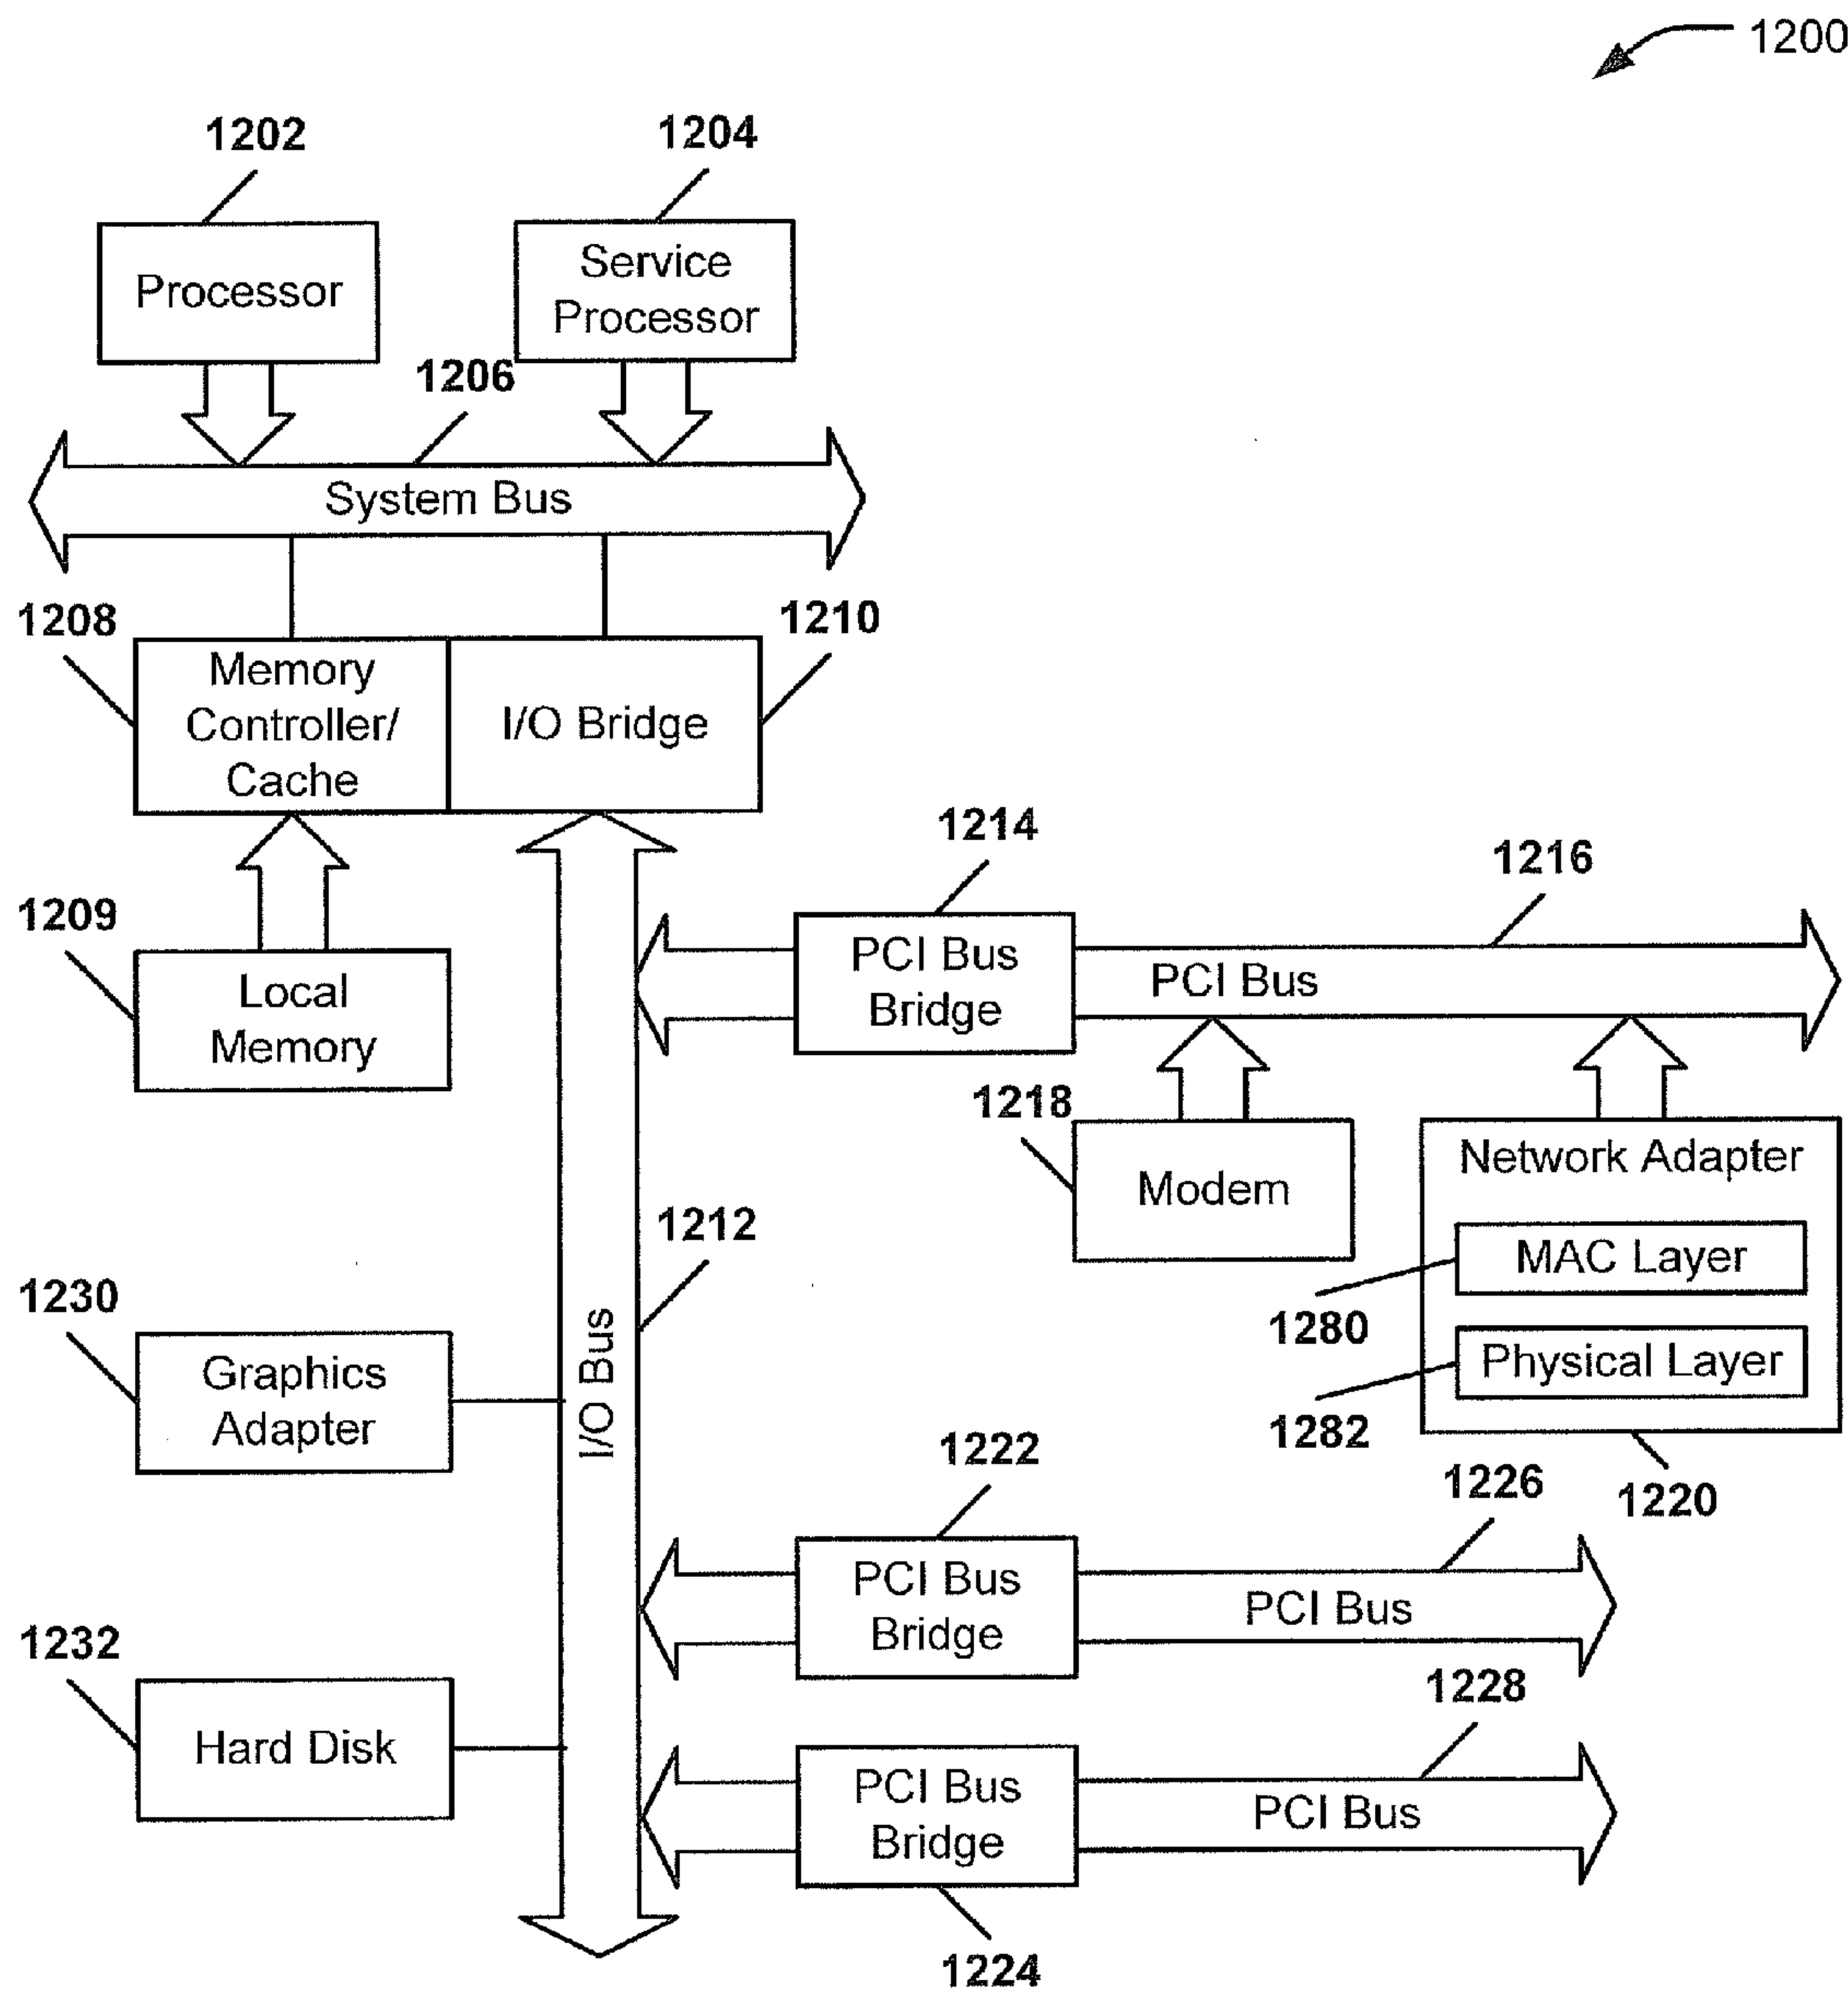 1200
1202
1204
Processor
Service
Processor
1206
System Bus
1208
1210
Memory
Controller/
Cache
I/O Bridge
1214
1216
1209
Local
Memory
PCI Bus
Bridge
PCI Bus
1218
Modem
Network Adapter
MAC Layer
1280
Physical Layer
1282
1220
1212
I/O Bus
1230
Graphics
Adapter
1222
1226
PCI Bus
Bridge
PCI Bus
1232
Hard Disk
1228
PCI Bus
Bridge
PCI Bus
1224